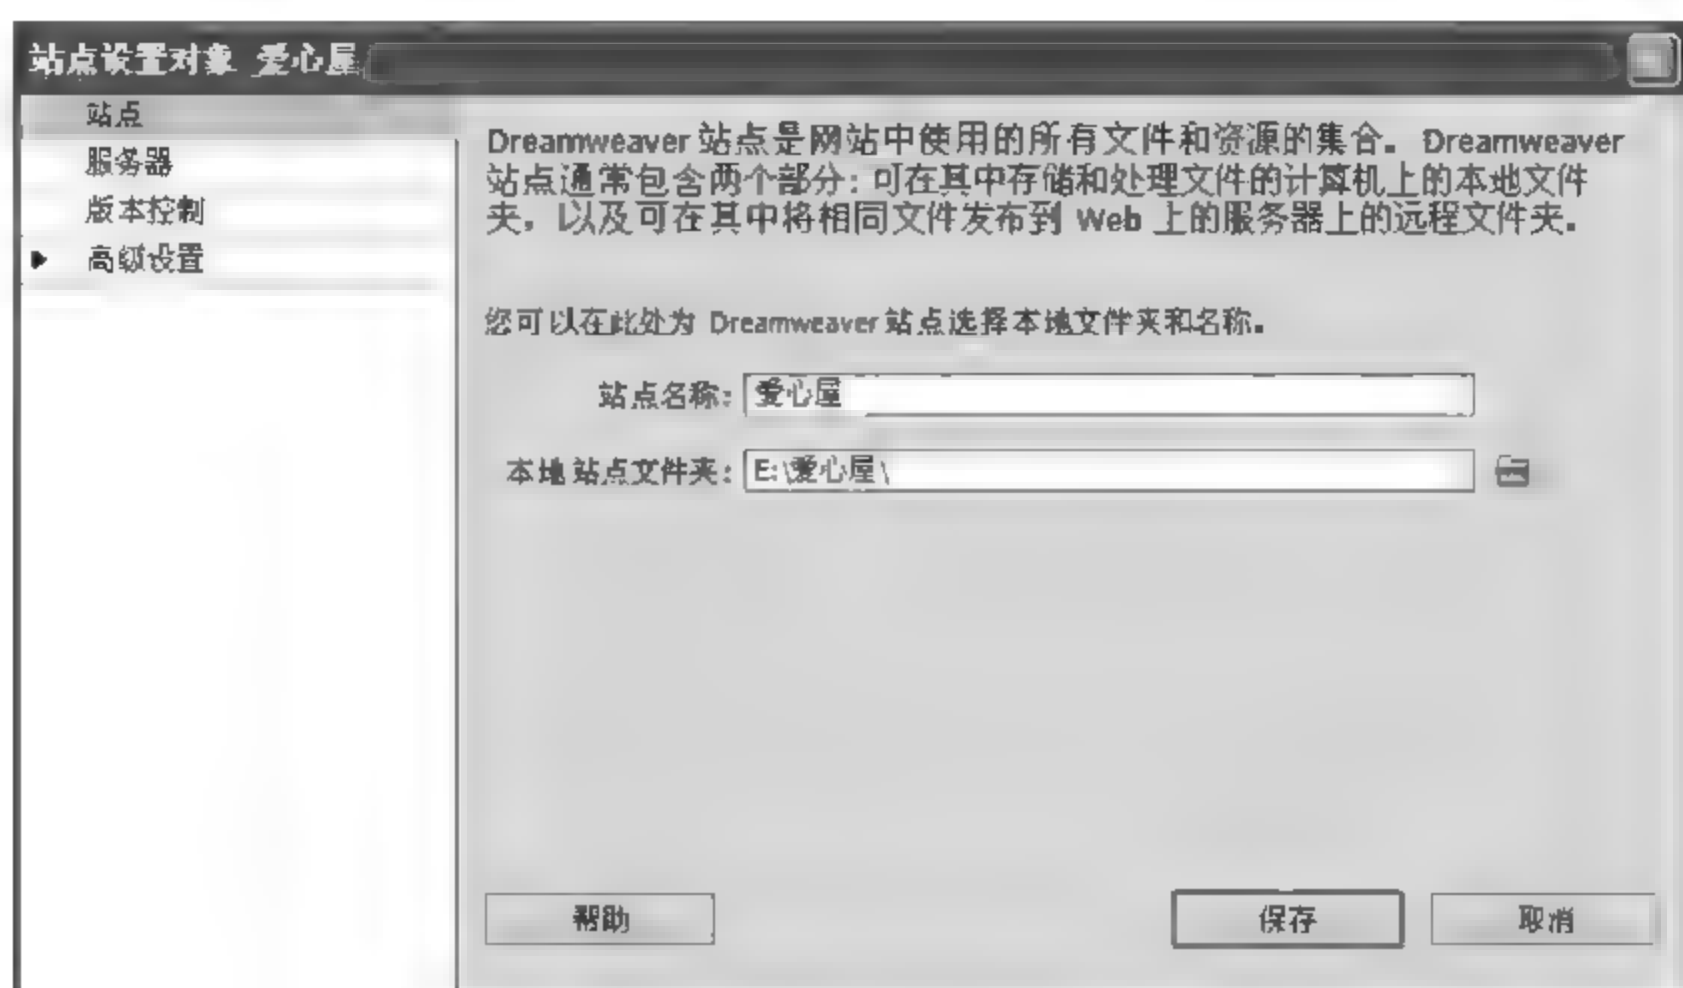 站点设置对象 爱心屋
站点
服务器
版本控制
高级设置
Dreamweaver 站点是网站中使用的所有文件和资源的集合。 Dreamweaver
站点通常包含两个部分：可在其中存储和处理文件的计算机上的本地文件
夹，以及可在其中将相同文件发布到 Web 上的服务器上的远程文件夹。
您可以在此处为 Dreamweaver 站点选择本地文件夹和名称。
站点名称： 爱心屋
本地站点文件夹： E:\爱心屋\
帮助 保存 取消